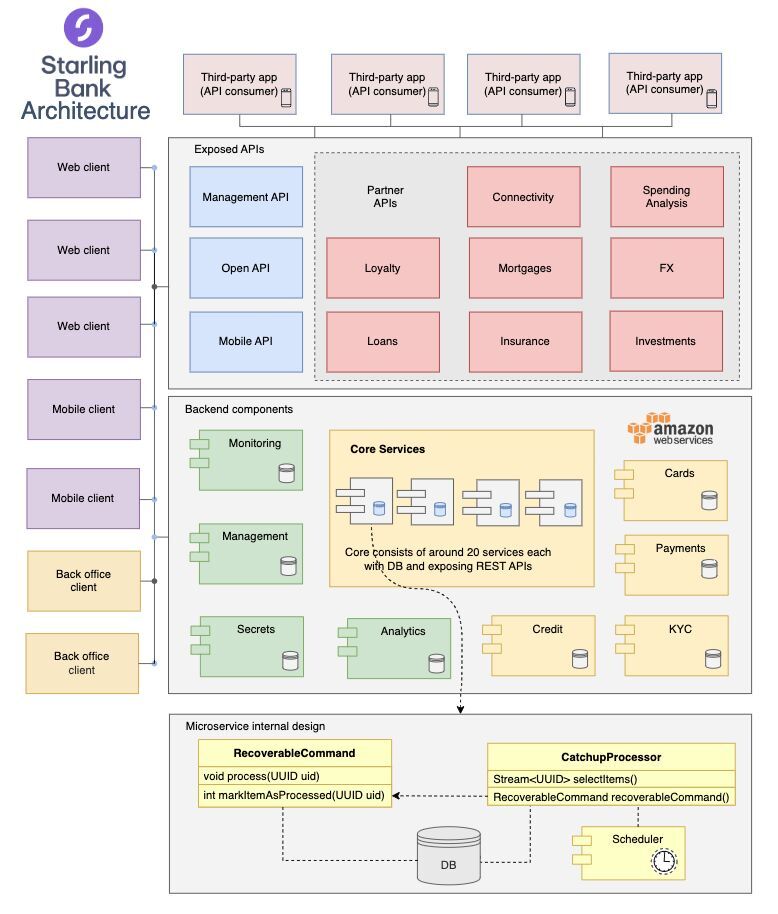 Starling
Bank
Architecture
Third-party app
(API consumer)
Third-party app
(API consumer)
Third-party app
(API consumer)
Third-party app
(API consumer)
Web client
Web client
Web client
Mobile client
Mobile client
Back office
client
Back office
client
Exposed APIs
Management API
Partner
APIs
Connectivity
Spending
Analysis
Open API
Loyalty
Mortgages
FX
Mobile API
Loans
Insurance
Investments
Backend components
amazon
webservices
Monitoring
Core Services
Cards
Management
Core consists of around 20 services each
with DB and exposing REST APIs
Payments
Secrets
Analytics
Credit
KYC
Microservice internal design
RecoverableCommand
void process(UUID uid)
int markItemAsProcessed(UUID uid)
CatchupProcessor
Stream<UUID> selectItems()
RecoverableCommand recoverableCommand()
DB
Scheduler